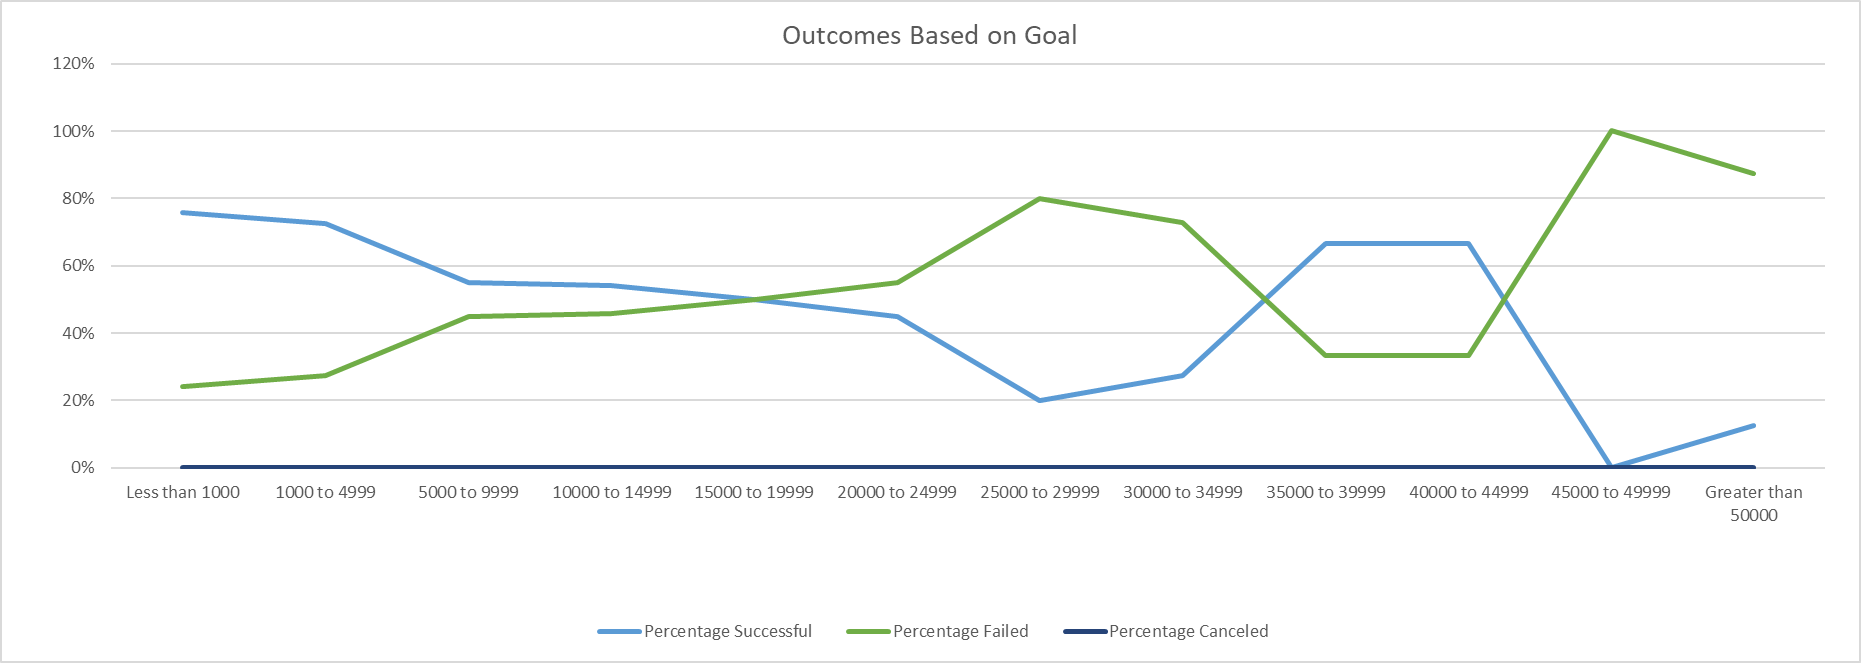 Outcomes Based on Goal
120%
100%
80%
60%
40%
20%
0%
Less than 1000 1000 to 4999 5000 to 9999 10000 to 14999 15000 to 19999 20000 to 24999 25000 to 29999 30000 to 34999 35000 to 39999 40000 to 44999 45000 to 49999 Greater than
50000
Percentage Successful Percentage Failed Percentage Canceled